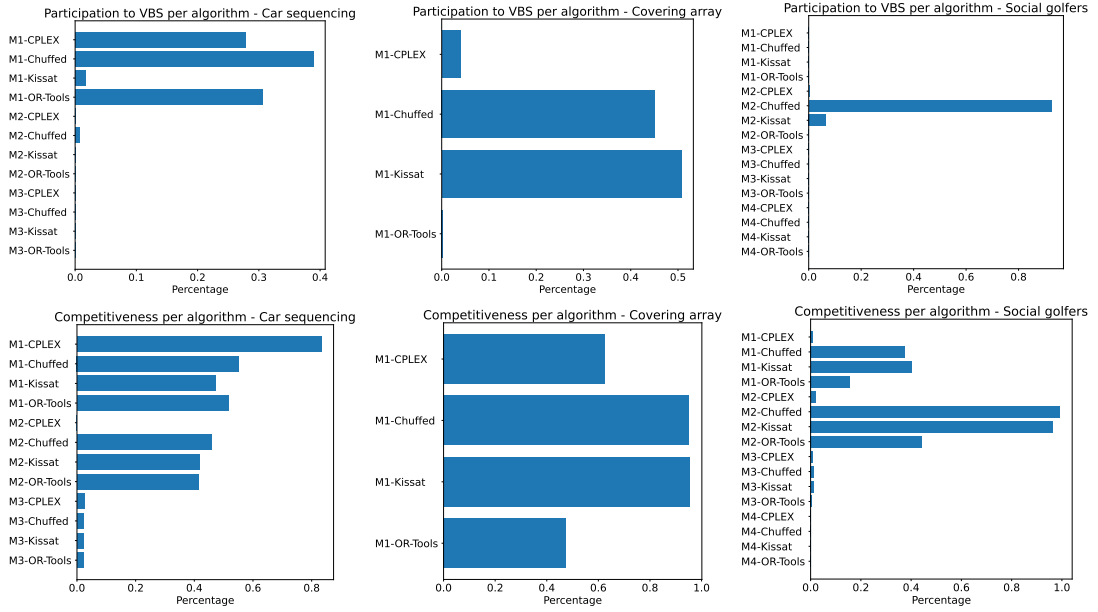 Participation to VBS per algorithm - Car sequencing
M1-CPLEX
M1-Chuffed
M1-Kissat
M1-OR-Tools
M2-CPLEX
M2-Chuffed
M2-Kissat
M2-OR-Tools
M3-CPLEX
M3-Chuffed
M3-Kissat
M3-OR-Tools
0.0 0.1 0.2 0.3 0.4
Percentage
Participation to VBS per algorithm - Covering array
M1-CPLEX
M1-Chuffed
M1-Kissat
M1-OR-Tools
0.0 0.1 0.2 0.3 0.4 0.5
Percentage
Participation to VBS per algorithm - Social golfers
M1-CPLEX
M1-Chuffed
M1-Kissat
M1-OR-Tools
M2-CPLEX
M2-Chuffed
M2-Kissat
M2-OR-Tools
M3-CPLEX
M3-Chuffed
M3-Kissat
M3-OR-Tools
M4-CPLEX
M4-Chuffed
M4-Kissat
M4-OR-Tools
0.0 0.2 0.4 0.6 0.8
Percentage
Competitiveness per algorithm - Car sequencing
M1-CPLEX
M1-Chuffed
M1-Kissat
M1-OR-Tools
M2-CPLEX
M2-Chuffed
M2-Kissat
M2-OR-Tools
M3-CPLEX
M3-Chuffed
M3-Kissat
M3-OR-Tools
0.0 0.2 0.4 0.6 0.8
Percentage
Competitiveness per algorithm - Covering array
M1-CPLEX
M1-Chuffed
M1-Kissat
M1-OR-Tools
0.0 0.2 0.4 0.6 0.8 1.0
Percentage
Competitiveness per algorithm - Social golfers
M1-CPLEX
M1-Chuffed
M1-Kissat
M1-OR-Tools
M2-CPLEX
M2-Chuffed
M2-Kissat
M2-OR-Tools
M3-CPLEX
M3-Chuffed
M3-Kissat
M3-OR-Tools
M4-CPLEX
M4-Chuffed
M4-Kissat
M4-OR-Tools
0.0 0.2 0.4 0.6 0.8 1.0
Percentage